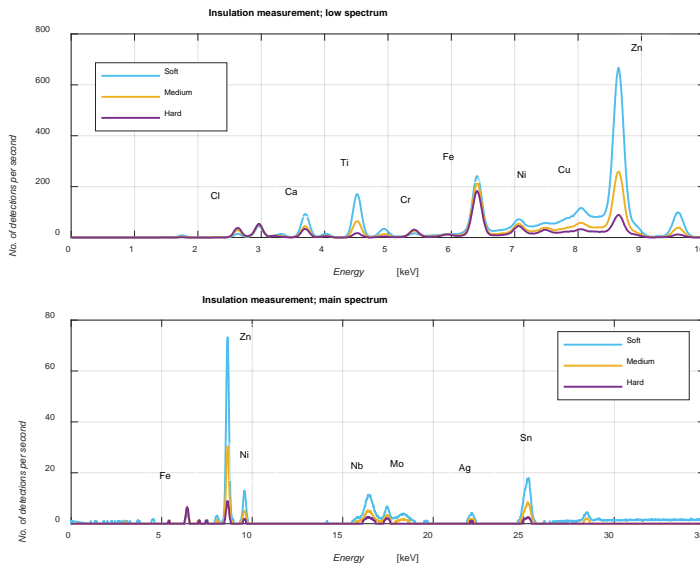 Insulation measurement; low spectrum
800
600
400
200
0
No. of detections per second
Soft
Medium
Hard
Cl
Ca
Ti
Cr
Fe
Ni
Cu
Zn
0 1 2 3 4 5 6 7 8 9 10
Energy [keV]
Insulation measurement; main spectrum
80
60
40
20
0
No. of detections per second
Soft
Medium
Hard
Fe
Zn
Ni
Nb
Mo
Ag
Sn
0 5 10 15 20 25 30 35
Energy [keV]